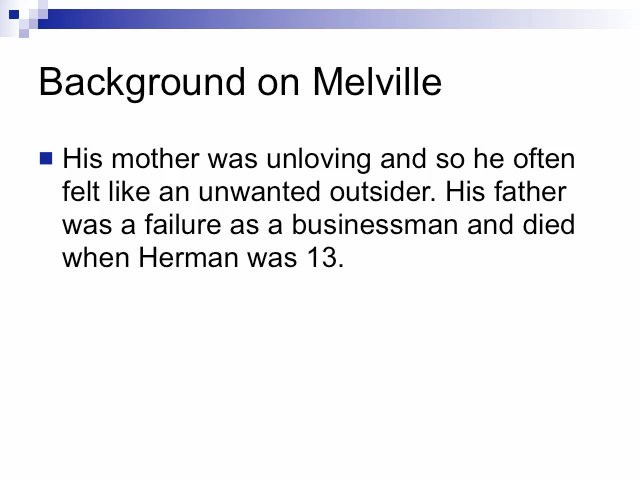 Background on Melville
His mother was unloving and so he often
felt like an unwanted outsider. His father
was a failure as a businessman and died
when Herman was 13.